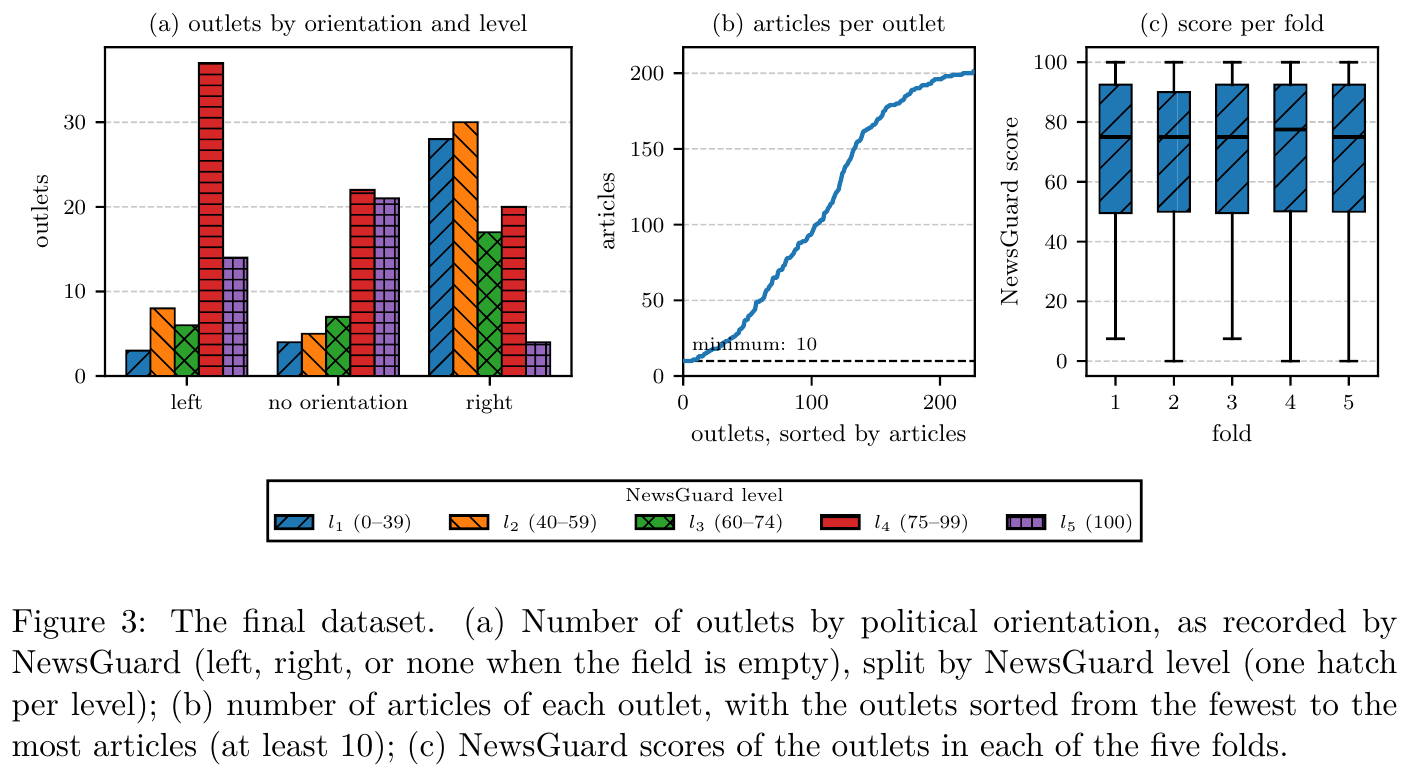 (a) outlets by orientation and level
outlets
30
20
10
0
left
no orientation
right
(b) articles per outlet
articles
200
150
100
50
0
minimum: 10
0
100
200
outlets, sorted by articles
(c) score per fold
NewsGuard score
100
80
60
40
20
0
1
2
3
4
5
fold
NewsGuard level
l₁ (0–39)
l₂ (40–59)
l₃ (60–74)
l₄ (75–99)
l₅ (100)
Figure 3: The final dataset. (a) Number of outlets by political orientation, as recorded by
NewsGuard (left, right, or none when the field is empty), split by NewsGuard level (one hatch
per level); (b) number of articles of each outlet, with the outlets sorted from the fewest to the
most articles (at least 10); (c) NewsGuard scores of the outlets in each of the five folds.